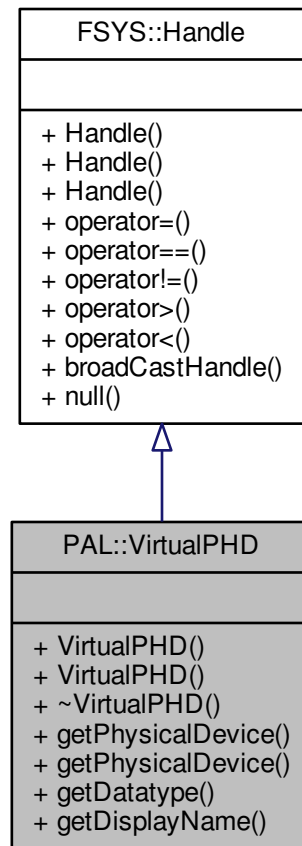 FSYS::Handle
+ Handle()
+ Handle()
+ Handle()
+ operator=()
+ operator==()
+ operator!=()
+ operator>()
+ operator<()
+ broadCastHandle()
+ null()
PAL::VirtualPHD
+ VirtualPHD()
+ VirtualPHD()
+ ~VirtualPHD()
+ getPhysicalDevice()
+ getPhysicalDevice()
+ getDatatype()
+ getDisplayName()